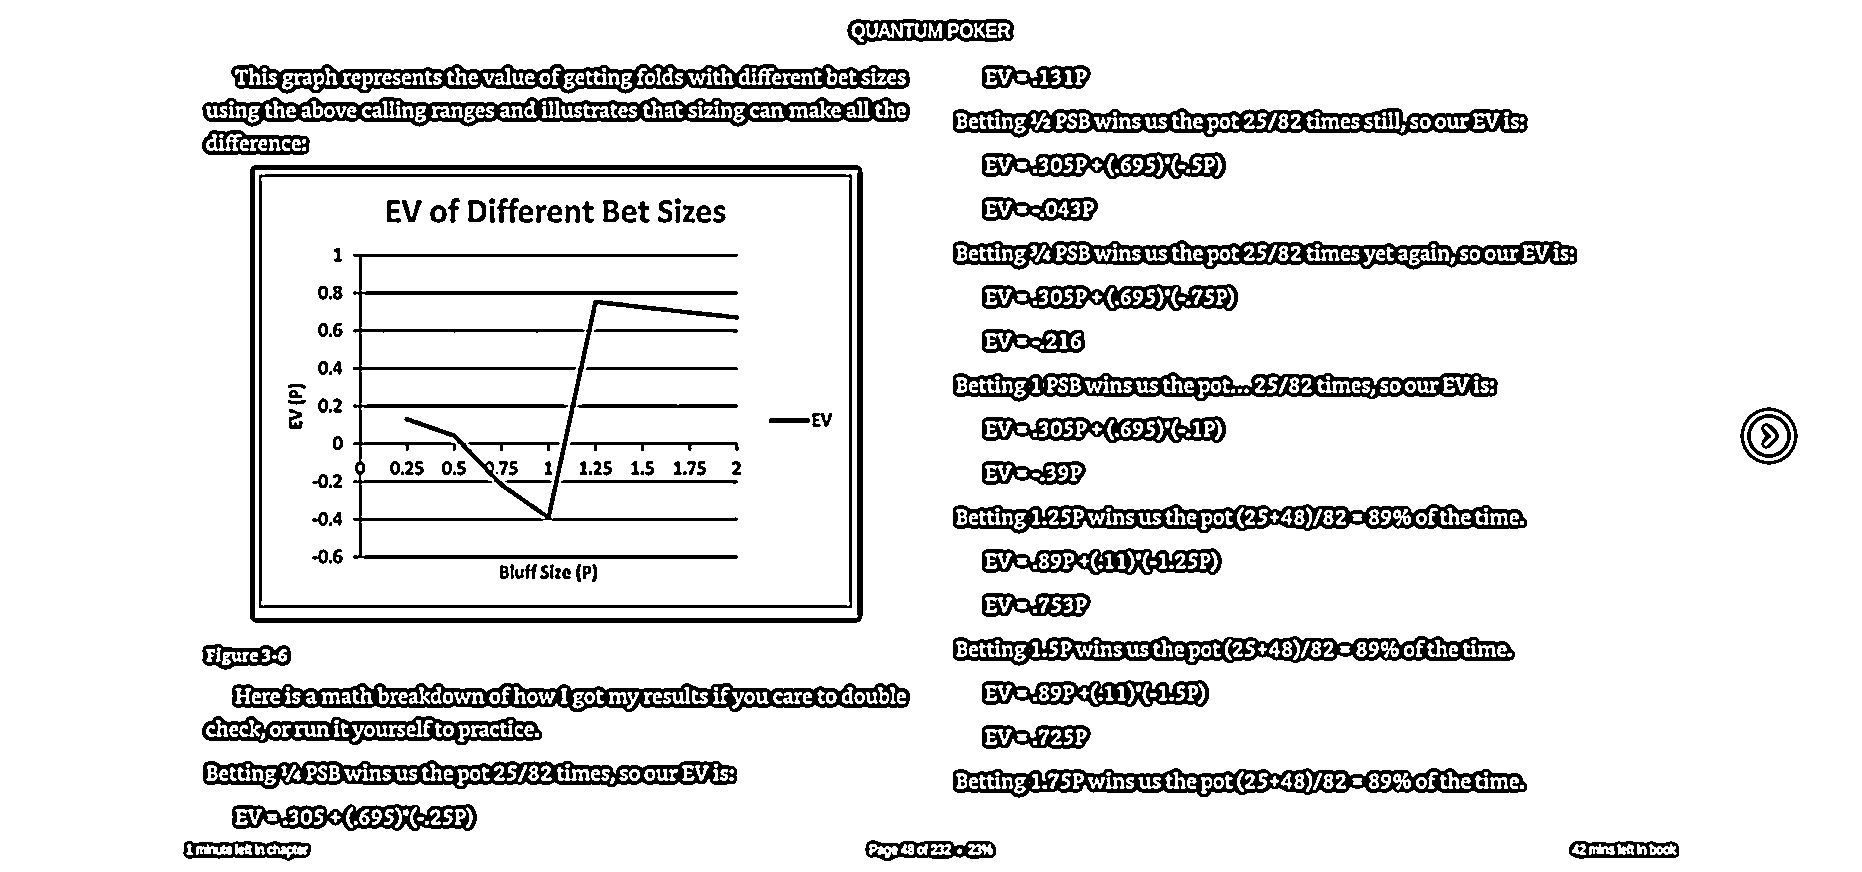 QUANTUM POKER
This graph represents the value of getting folds with different bet sizes
using the above calling ranges and illustrates that sizing can make all the
difference:
EV of Different Bet Sizes
1
0.8
0.6
0.4
0.2
0
-0.2
-0.4
-0.6
EV (P)
0 0.25 0.5 0.75 1 1.25 1.5 1.75 2
Bluff Size (P)
EV
Figure 3-6
Here is a math breakdown of how I got my results if you care to double
check, or run it yourself to practice.
Betting ¼ PSB wins us the pot 25/82 times, so our EV is:
EV = .305 + (.695)*(-.25P)
EV = .131P
Betting ½ PSB wins us the pot 25/82 times still, so our EV is:
EV = .305P + (.695)*(-.5P)
EV = -.043P
Betting ¾ PSB wins us the pot 25/82 times yet again, so our EV is:
EV = .305P + (.695)*(-.75P)
EV = -.216
Betting 1 PSB wins us the pot... 25/82 times, so our EV is:
EV = .305P + (.695)*(-.1P)
EV = -.39P
Betting 1.25P wins us the pot (25+48)/82 = 89% of the time.
EV = .89P +(.11)*(-1.25P)
EV = .753P
Betting 1.5P wins us the pot (25+48)/82 = 89% of the time.
EV = .89P +(.11)*(-1.5P)
EV = .725P
Betting 1.75P wins us the pot (25+48)/82 = 89% of the time.
1 minute left in chapter
Page 49 of 232 • 23%
42 mins left in book